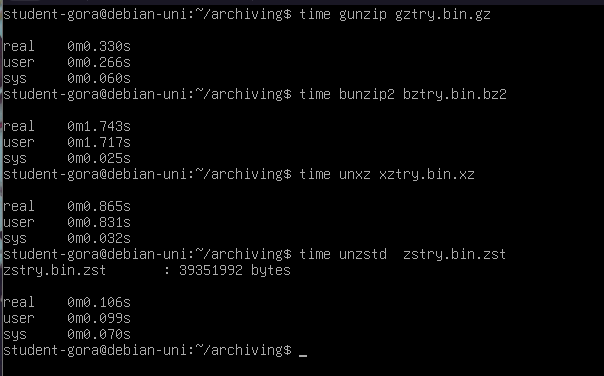 student-gora@debian-uni:~/archiving$ time gunzip gztry.bin.gz
real    0m0.330s
user    0m0.266s
sys     0m0.060s
student-gora@debian-uni:~/archiving$ time bunzip2 bztry.bin.bz2
real    0m1.743s
user    0m1.717s
sys     0m0.025s
student-gora@debian-uni:~/archiving$ time unxz xztry.bin.xz
real    0m0.865s
user    0m0.831s
sys     0m0.032s
student-gora@debian-uni:~/archiving$ time unzstd  zstry.bin.zst
zstry.bin.zst       : 39351992 bytes
real    0m0.106s
user    0m0.099s
sys     0m0.070s
student-gora@debian-uni:~/archiving$ _